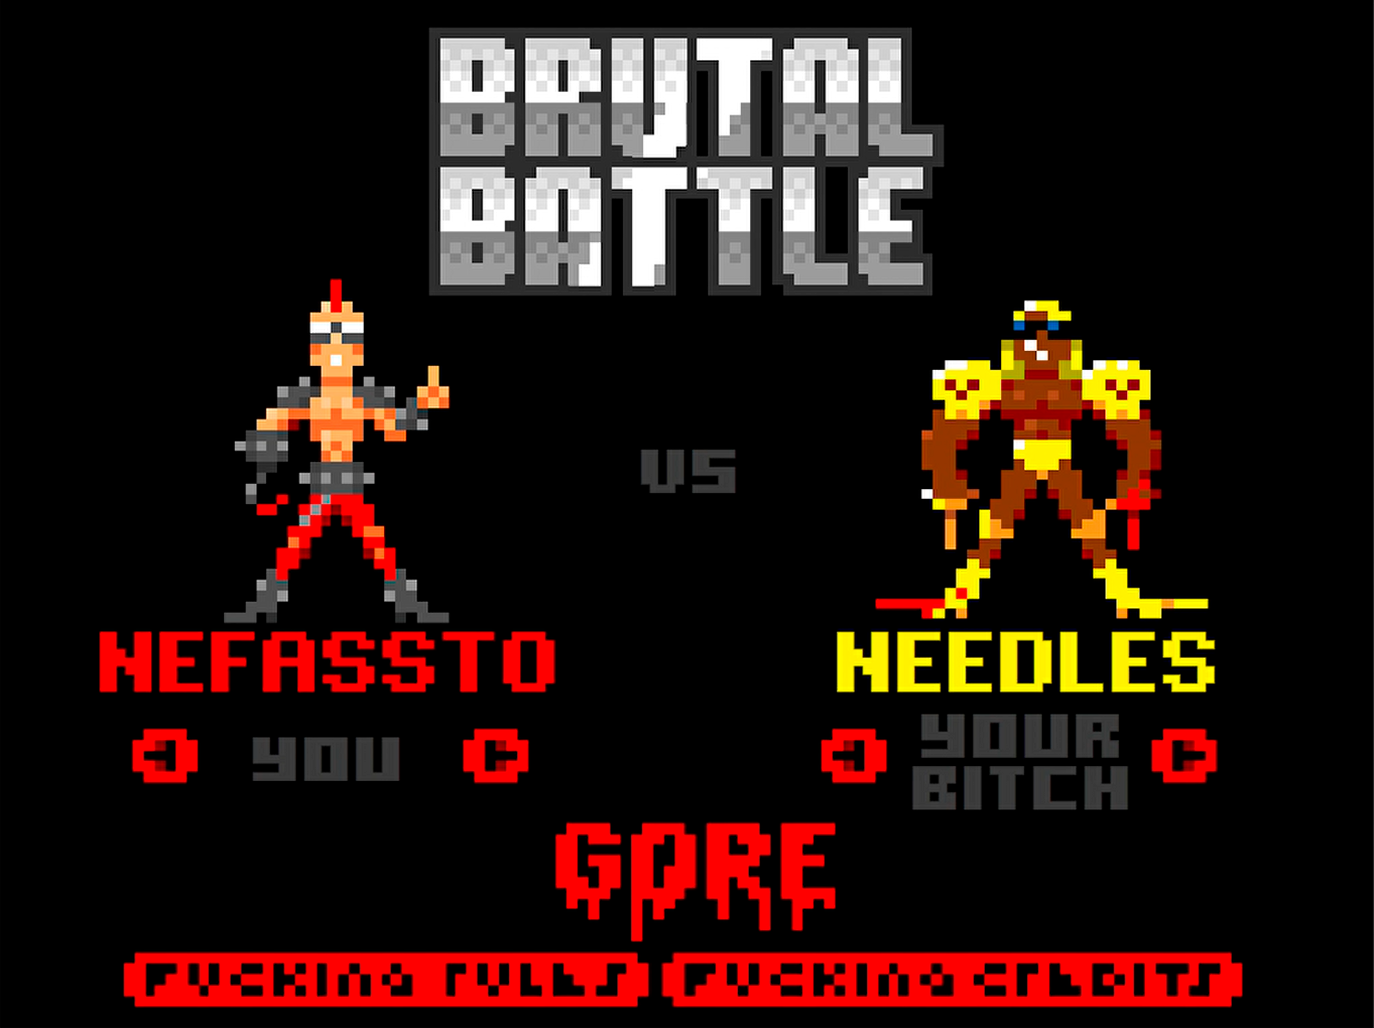 BRUTAL
BATTLE
VS
NEFASSTO
NEEDLES
YOU
YOUR
BITCH
GORE
FUCKING RULES
FUCKING CREDITS